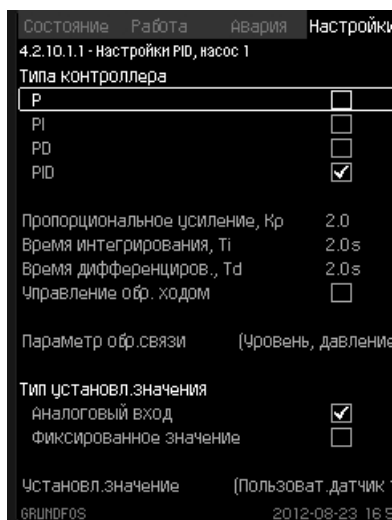 Состояние Работа Авария Настройки
4.2.10.1.1 - Настройки PID, насос 1
Типа контроллера
P
PI
PD
PID
Пропорциональное усиление, Kp 2.0
Время интегрирования, Ti 2.0s
Время дифференциров., Td 2.0s
Управление обр. ходом
Параметр обр.связи (Уровень, давление
Тип установл.значения
Аналоговый вход
Фиксированное значение
Установл.значение (Пользоват.датчик
GRUNDFOS 2012-08-23 16